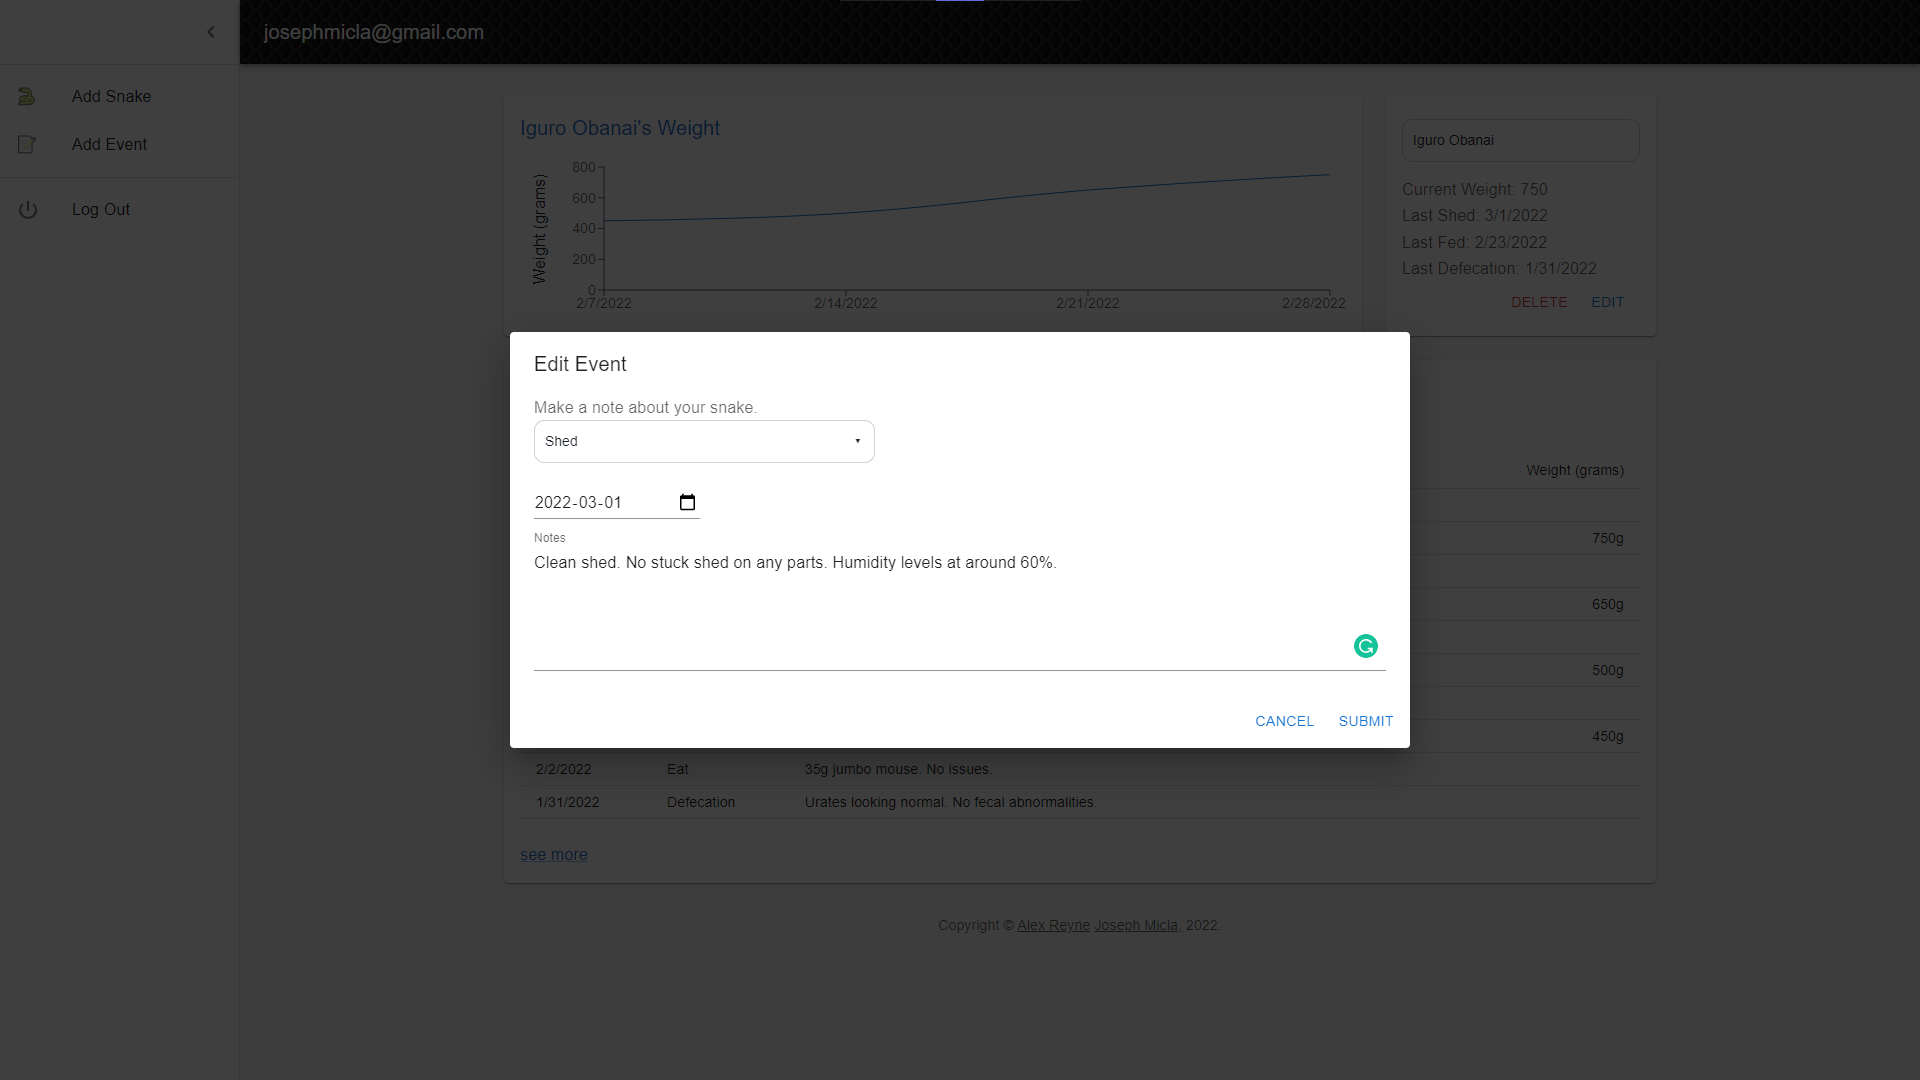 josephmicla@gmail.com
Add Snake
Add Event
Log Out
Iguro Obanai's Weight
Weight (grams)
800
600
400
200
0
2/7/2022 2/14/2022 2/21/2022 2/28/2022
Iguro Obanai
Current Weight: 750
Last Shed: 3/1/2022
Last Fed: 2/23/2022
Last Defecation: 1/31/2022
DELETE EDIT
Edit Event
Make a note about your snake.
Shed
2022-03-01
Notes
Clean shed. No stuck shed on any parts. Humidity levels at around 60%.
CANCEL SUBMIT
Weight (grams)
750g
650g
500g
450g
2/2/2022 Eat 35g jumbo mouse. No issues.
1/31/2022 Defecation Urates looking normal. No fecal abnormalities.
see more
Copyright © Alex Reyne Joseph Micla, 2022.